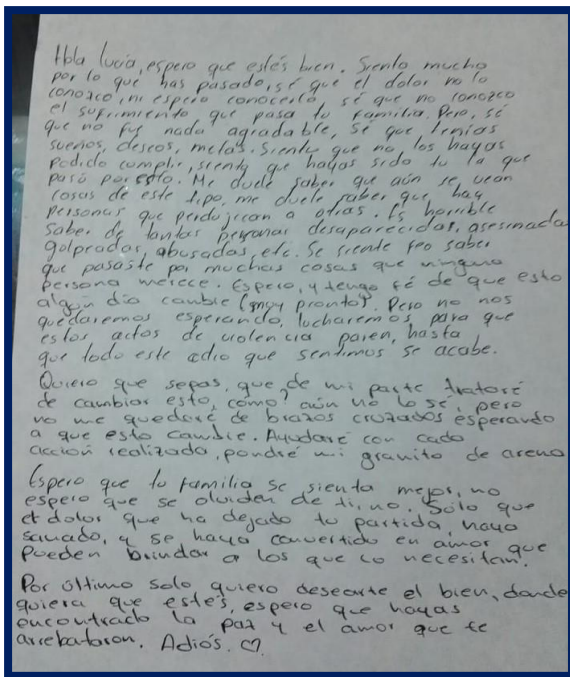 Hola lucía, espero que estés bien. Siento mucho
por lo que has pasado, sé que el dolor no lo
conozco, ni espero conocerlo, sé que no conozco
el sufrimiento que pasa tu familia. Pero, sé
que no fue nada agradable, sé que tenías
sueños, deseos, metas. Siento que no los hayas
podido cumplir, siento que hayas sido tu la que
pasó por esto. Me duele saber que aún se vean
cosas de este tipo, me duele saber que hay
personas que perdujecan a otras. Es horrible
saber de tantas personas desaparecidas, asesinadas
golpeadas, abusadas, etc. Se siente feo saber
que pasaste por muchas cosas que ninguna
persona merece. Espero, y tengo fé de que esto
algún día cambie (muy pronto). Pero no nos
quedaremos esperando, lucharemos para que
estos actos de violencia paren, hasta
que todo este odio que sentimos se acabe.
Quiero que sepas, que de mi parte trataré
de cambiar esto, cómo? aún no lo sé, pero
no me quedaré de brazos cruzados esperando
a que esto cambie. Ayudaré con cada
acción realizada, pondré mi granito de arena
Espero que tu familia se sienta mejor, no
espero que se olviden de ti, no. Sólo que
el dolor que ha dejado tu partida, haya
sanado, y se haya convertido en amor que
pueden brindar a los que lo necesitan.
Por último solo quiero desearte el bien, donde
quiera que estés, espero que hayas
encontrado la paz y el amor que te
arrebataron. Adiós. ♡